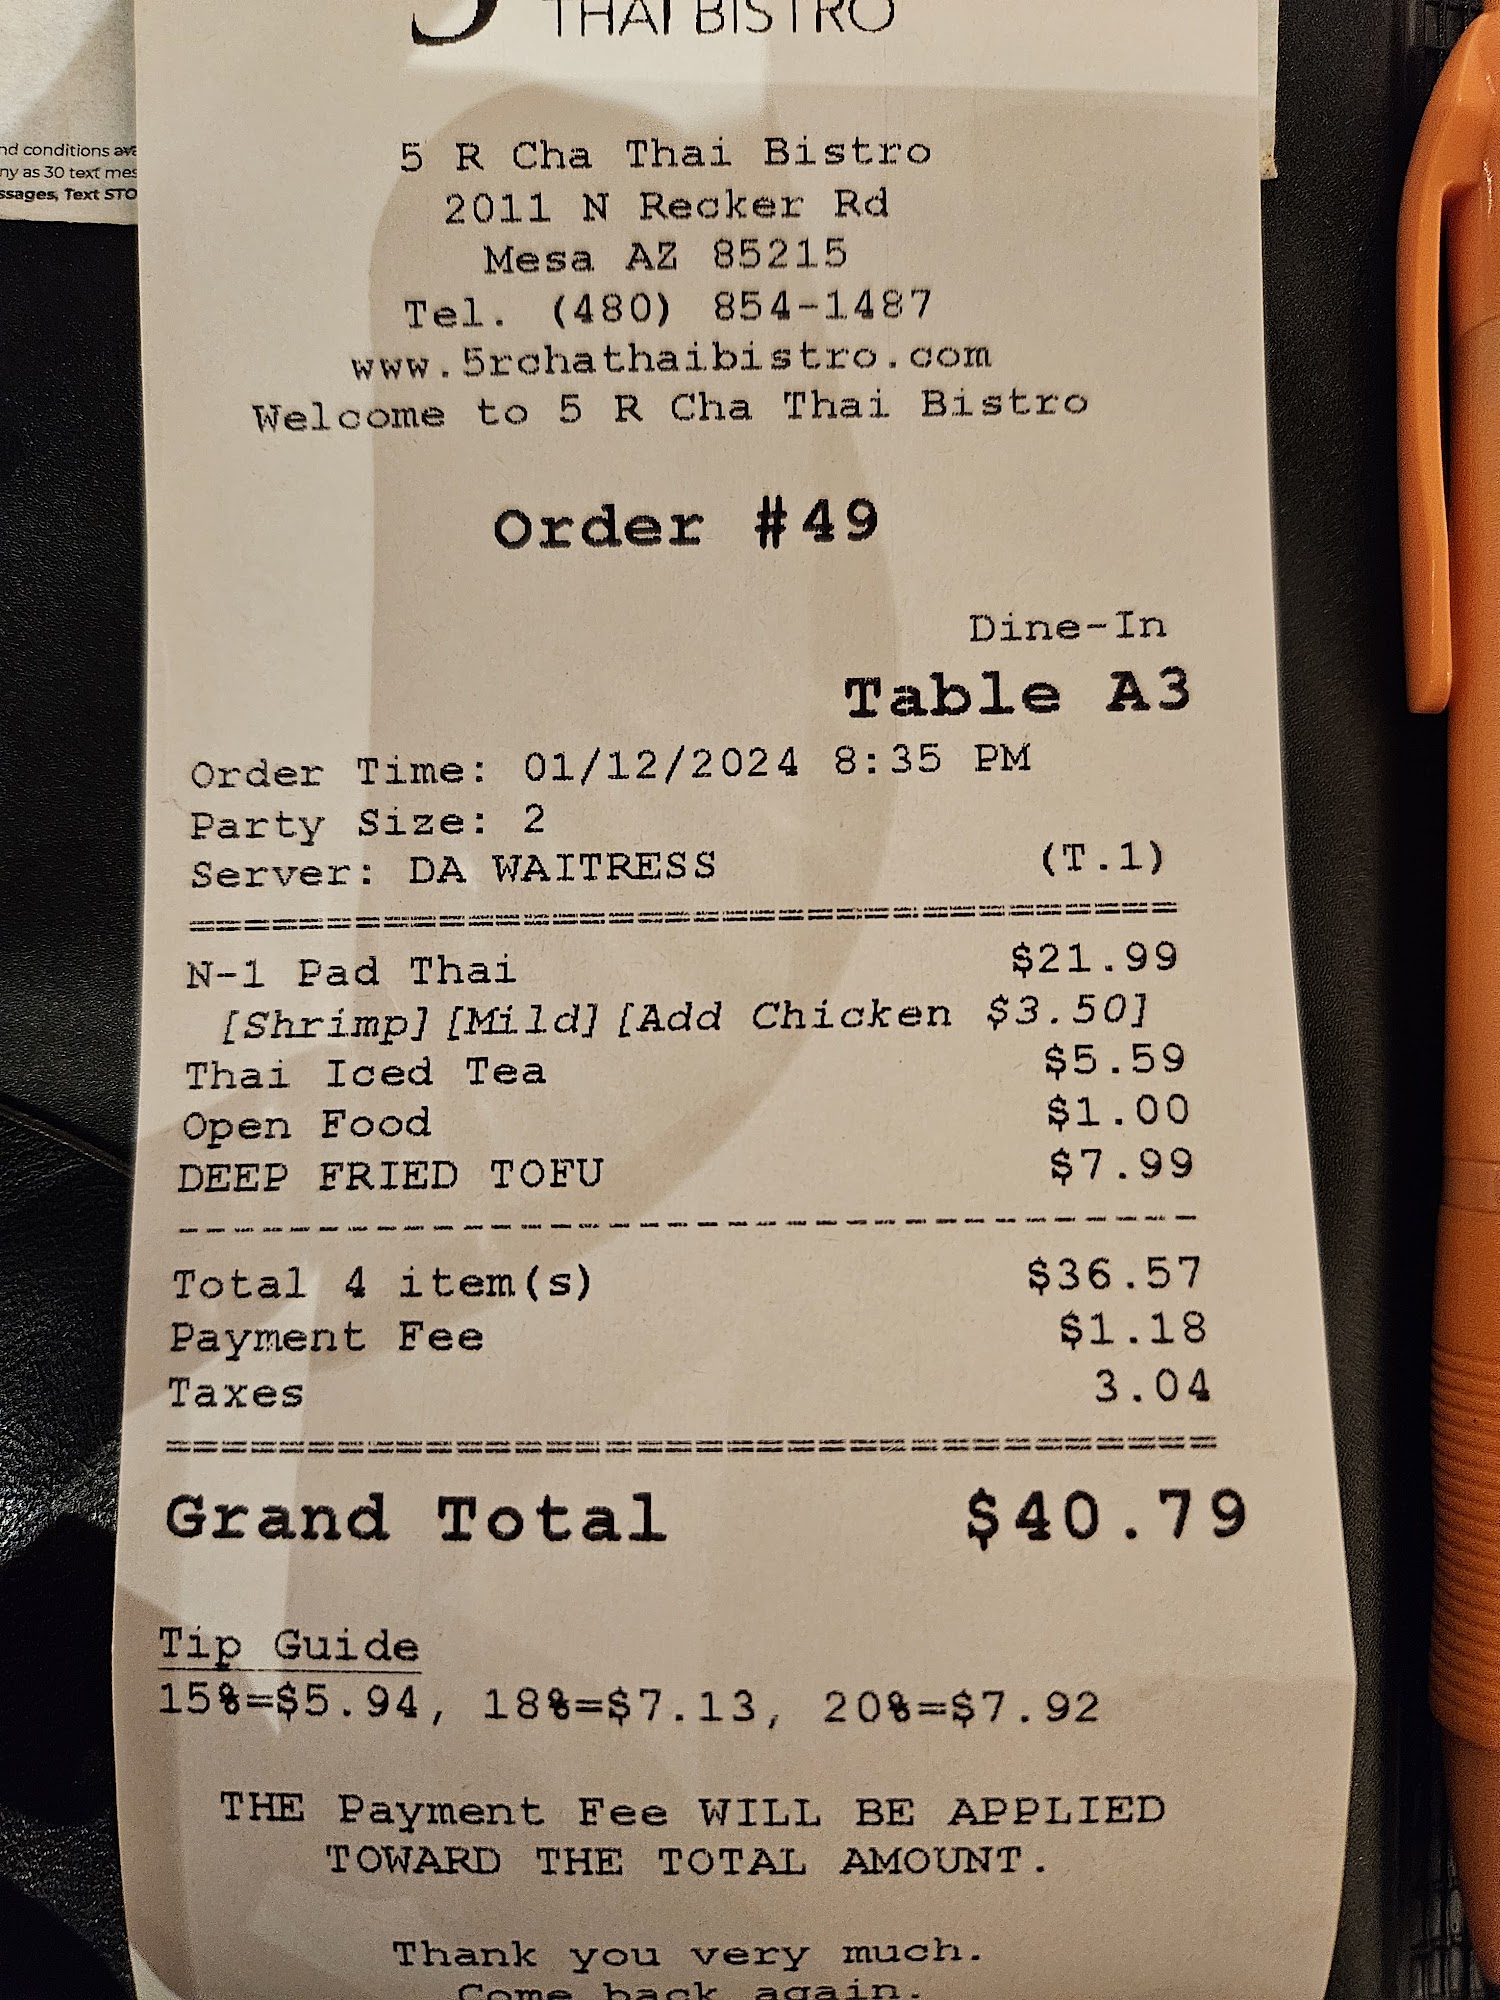 5 THAI BISTRO
nd conditions
ny as 30 text mes
ssages, Text STO
5 R Cha Thai Bistro
2011 N Recker Rd
Mesa AZ 85215
Tel. (480) 854-1487
www.5rchathaibistro.com
Welcome to 5 R Cha Thai Bistro
Order #49
Dine-In
Table A3
Order Time: 01/12/2024 8:35 PM
Party Size: 2
Server: DA WAITRESS (T.1)
N-1 Pad Thai $21.99
[Shrimp][Mild][Add Chicken $3.50]
Thai Iced Tea $5.59
Open Food $1.00
DEEP FRIED TOFU $7.99
Total 4 item(s) $36.57
Payment Fee $1.18
Taxes 3.04
Grand Total $40.79
Tip Guide
15%=$5.94, 18%=$7.13, 20%=$7.92
THE Payment Fee WILL BE APPLIED
TOWARD THE TOTAL AMOUNT.
Thank you very much.
Come back again.